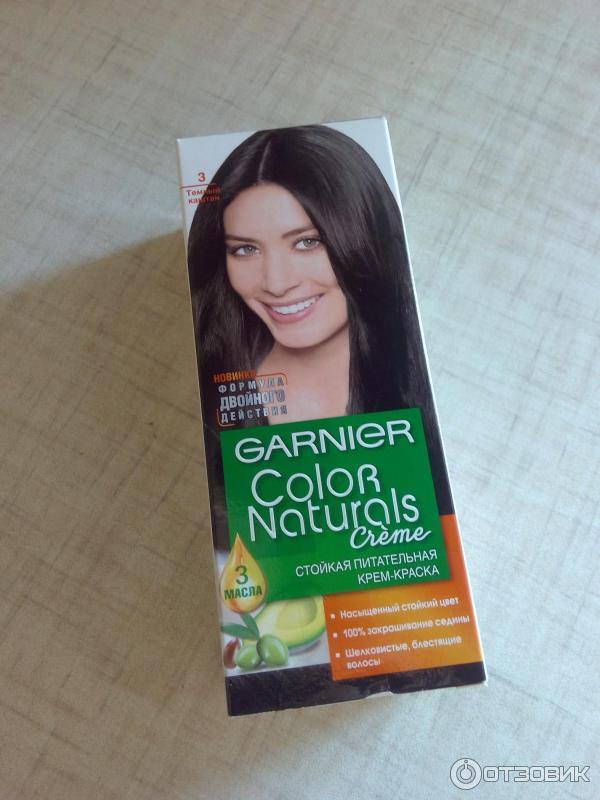 3
Темный
каштан
НОВИНКА
ФОРМУЛА
ДВОЙНОГО
ДЕЙСТВИЯ
GARNIER
Color
Naturals
Crème
СТОЙКАЯ ПИТАТЕЛЬНАЯ
КРЕМ-КРАСКА
3
МАСЛА
Насыщенный стойкий цвет
100% закрашивание седины
Шелковистые, блестящие
волосы
ОТЗОВИК